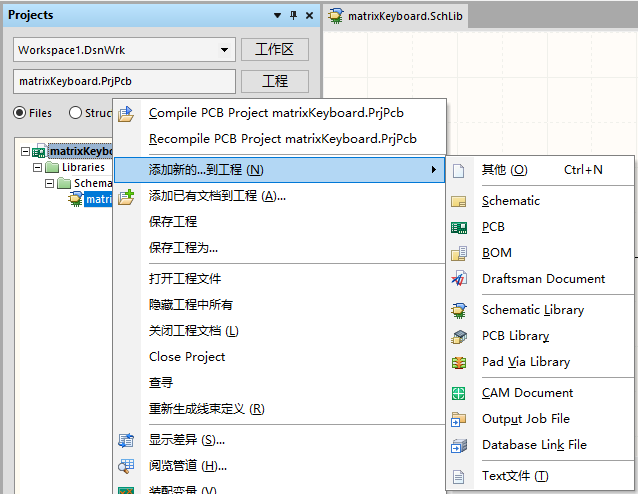 Projects
matrixKeyboard.SchLib
Workspace1.DsnWrk
工作区
matrixKeyboard.PrjPcb
工程
Files
Struct
Compile PCB Project matrixKeyboard.PrjPcb
Recompile PCB Project matrixKeyboard.PrjPcb
matrixKeybo
Libraries
Schema
matri
添加新的...到工程 (N)
添加已有文档到工程 (A)...
保存工程
保存工程为...
打开工程文件
隐藏工程中所有
关闭工程文档 (L)
Close Project
查寻
重新生成线束定义 (R)
显示差异 (S)...
阅览管道 (H)...
装配变量 (V)
其他 (O) Ctrl+N
Schematic
PCB
BOM
Draftsman Document
Schematic Library
PCB Library
Pad Via Library
CAM Document
Output Job File
Database Link File
Text文件 (T)